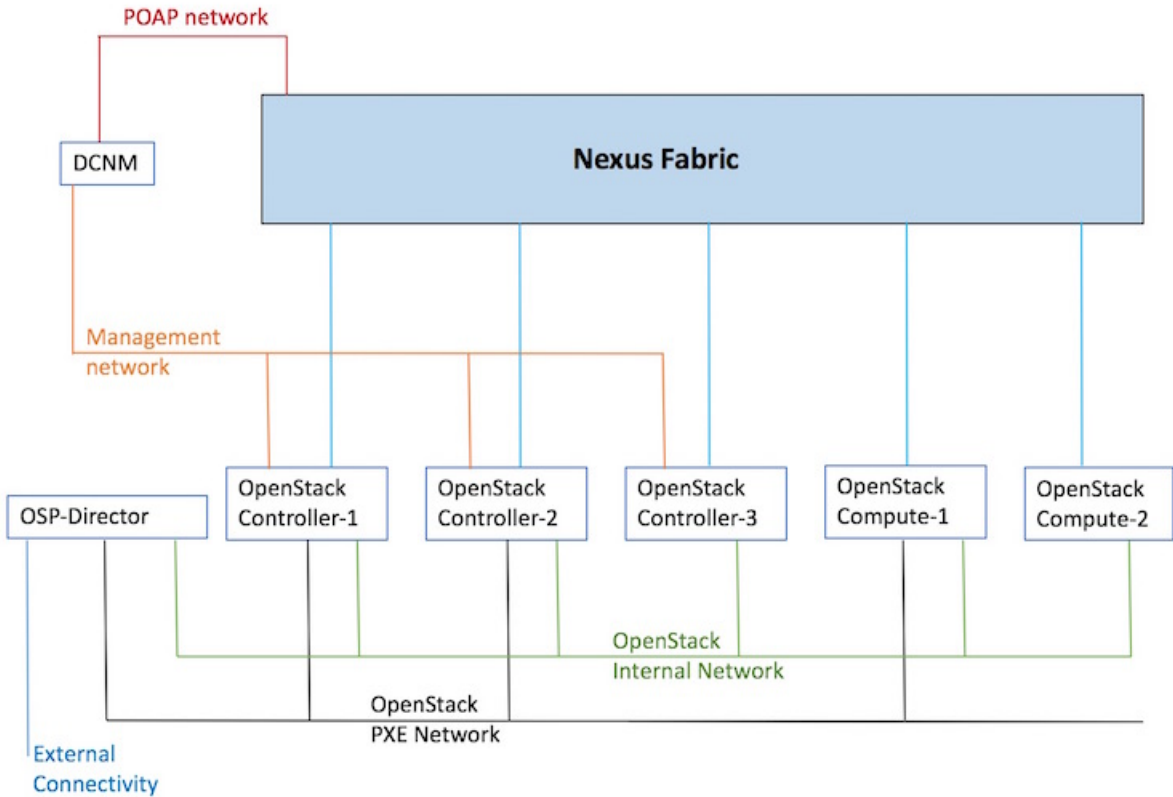 POAP network
DCNM
Nexus Fabric
Management
network
OSP-Director
OpenStack
Controller-1
OpenStack
Controller-2
OpenStack
Controller-3
OpenStack
Compute-1
OpenStack
Compute-2
OpenStack
Internal Network
OpenStack
PXE Network
External
Connectivity